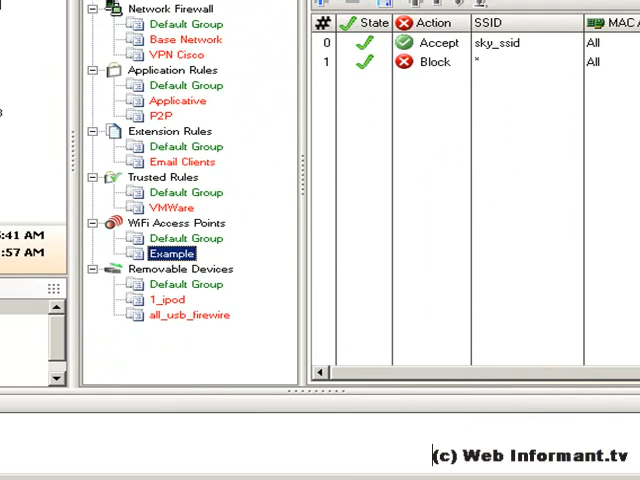 Network Firewall
Default Group
Base Network
VPN Cisco
Application Rules
Default Group
Applicative
P2P
Extension Rules
Default Group
Email Clients
Trusted Rules
Default Group
VMWare
WiFi Access Points
Default Group
Example
Removable Devices
Default Group
1_ipod
all_usb_firewire
:41 AM
:57 AM
# State Action SSID MAC A
0 Accept sky_ssid All
1 Block * All
(c) Web Informant.tv